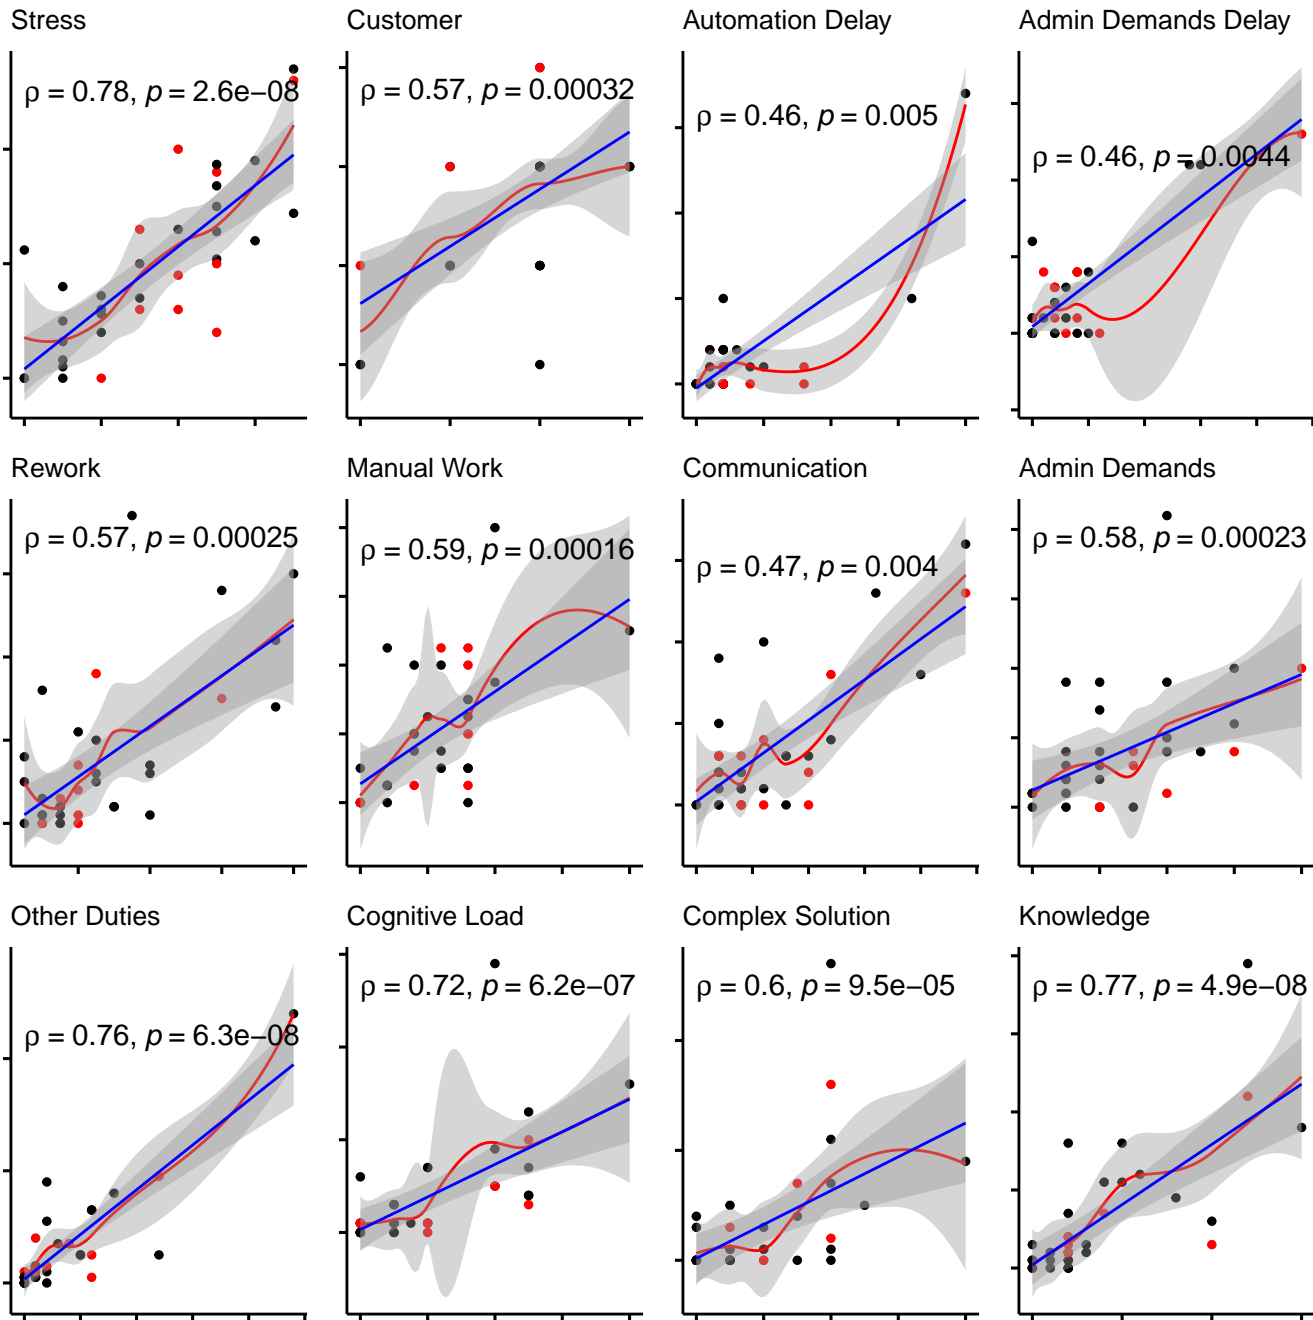 Stress
Customer
Automation Delay
Admin Demands Delay
ρ = 0.78, p = 2.6e−08
ρ = 0.57, p = 0.00032
ρ = 0.46, p = 0.005
ρ = 0.46, p = 0.0044
Rework
Manual Work
Communication
Admin Demands
ρ = 0.57, p = 0.00025
ρ = 0.59, p = 0.00016
ρ = 0.47, p = 0.004
ρ = 0.58, p = 0.00023
Other Duties
Cognitive Load
Complex Solution
Knowledge
ρ = 0.76, p = 6.3e−08
ρ = 0.72, p = 6.2e−07
ρ = 0.6, p = 9.5e−05
ρ = 0.77, p = 4.9e−08